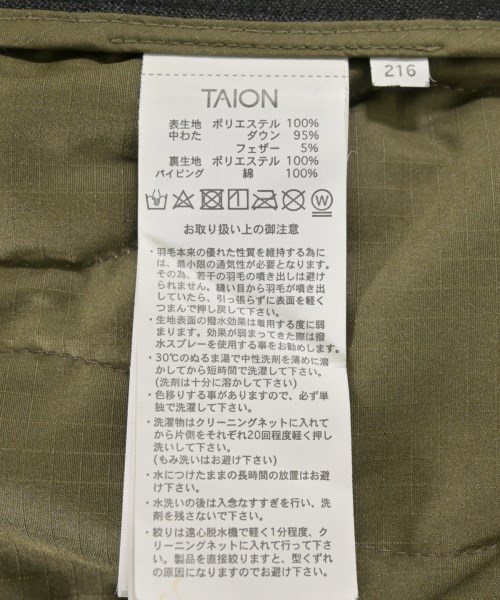 TAION
216
表生地 ポリエステル 100%
中わた ダウン 95%
フェザー 5%
裏生地 ポリエステル 100%
パイピング 綿 100%
W
お取り扱い上の御注意
・羽毛本来の優れた性質を維持する為に
は、最小限の通気性が必要となります。
その為、若干の羽毛の噴き出しは避け
られません。縫い目から羽毛が噴き出
していたら、引っ張らずに表面を軽く
つまんで押し戻して下さい。
・生地表面の撥水効果は着用する度に弱
まります。効果が弱まってきた際は撥
水スプレーを使用する事をお勧めします。
・30℃のぬるま湯で中性洗剤を薄めに溶
かしてから短時間で洗濯して下さい。
(洗剤は十分に溶かして下さい)
・色移りする事がありますので、必ず単
独で洗濯して下さい。
・洗濯物はクリーニングネットに入れて
から片側をそれぞれ20回程度軽く押し
洗いして下さい。
(もみ洗いはお避け下さい)
・水につけたままの長時間の放置はお避
け下さい。
・水洗いの後は入念なすすぎを行い、洗
剤を残さないで下さい。
・絞りは遠心脱水機で軽く1分程度、ク
リーニングネットに入れて行って下さ
い。製品を直接絞りますと、型くずれ
の原因になりますのでお避け下さい。